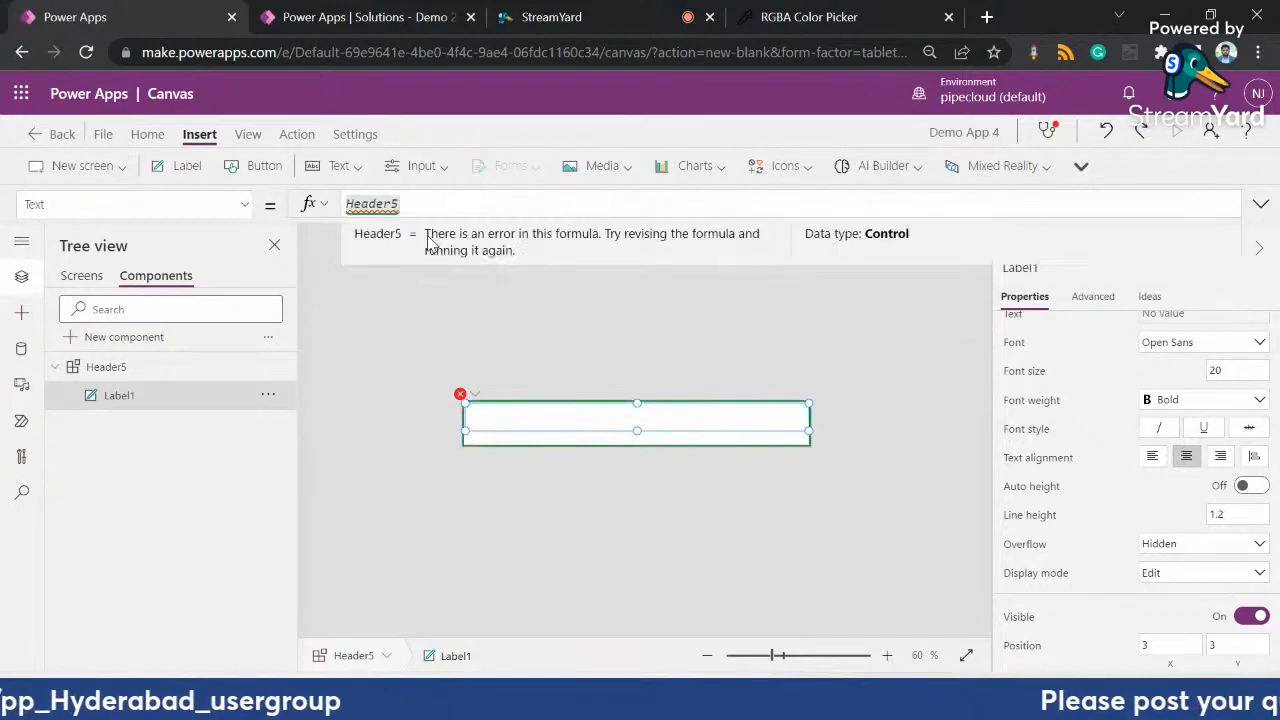 Power Apps
Power Apps | Solutions - Demo 2
StreamYard
RGBA Color Picker
Powered by
make.powerapps.com/e/Default-69e9641e-4be0-4f4c-9ae4-06fdc1160c34/canvas/?action=new-blank&form-factor=tablet...
StreamYard
Power Apps | Canvas
Environment
pipecloud (default)
NJ
Back
File
Home
Insert
View
Action
Settings
Demo App 4
New screen
Label
Button
Text
Input
Forms
Media
Charts
Icons
AI Builder
Mixed Reality
Text
=
fx
Header5
Header5 = There is an error in this formula. Try revising the formula and
running it again.
Data type: Control
Tree view
Screens
Components
Search
New component
Header5
Label1
Label1
Properties
Advanced
Ideas
Text
No value
Font
Open Sans
Font size
20
Font weight
B Bold
Font style
Text alignment
Auto height
Off
Line height
1.2
Overflow
Hidden
Display mode
Edit
Visible
On
Position
3
3
X
Y
Header5
Label1
60 %
pp_Hyderabad_usergroup
Please post your q